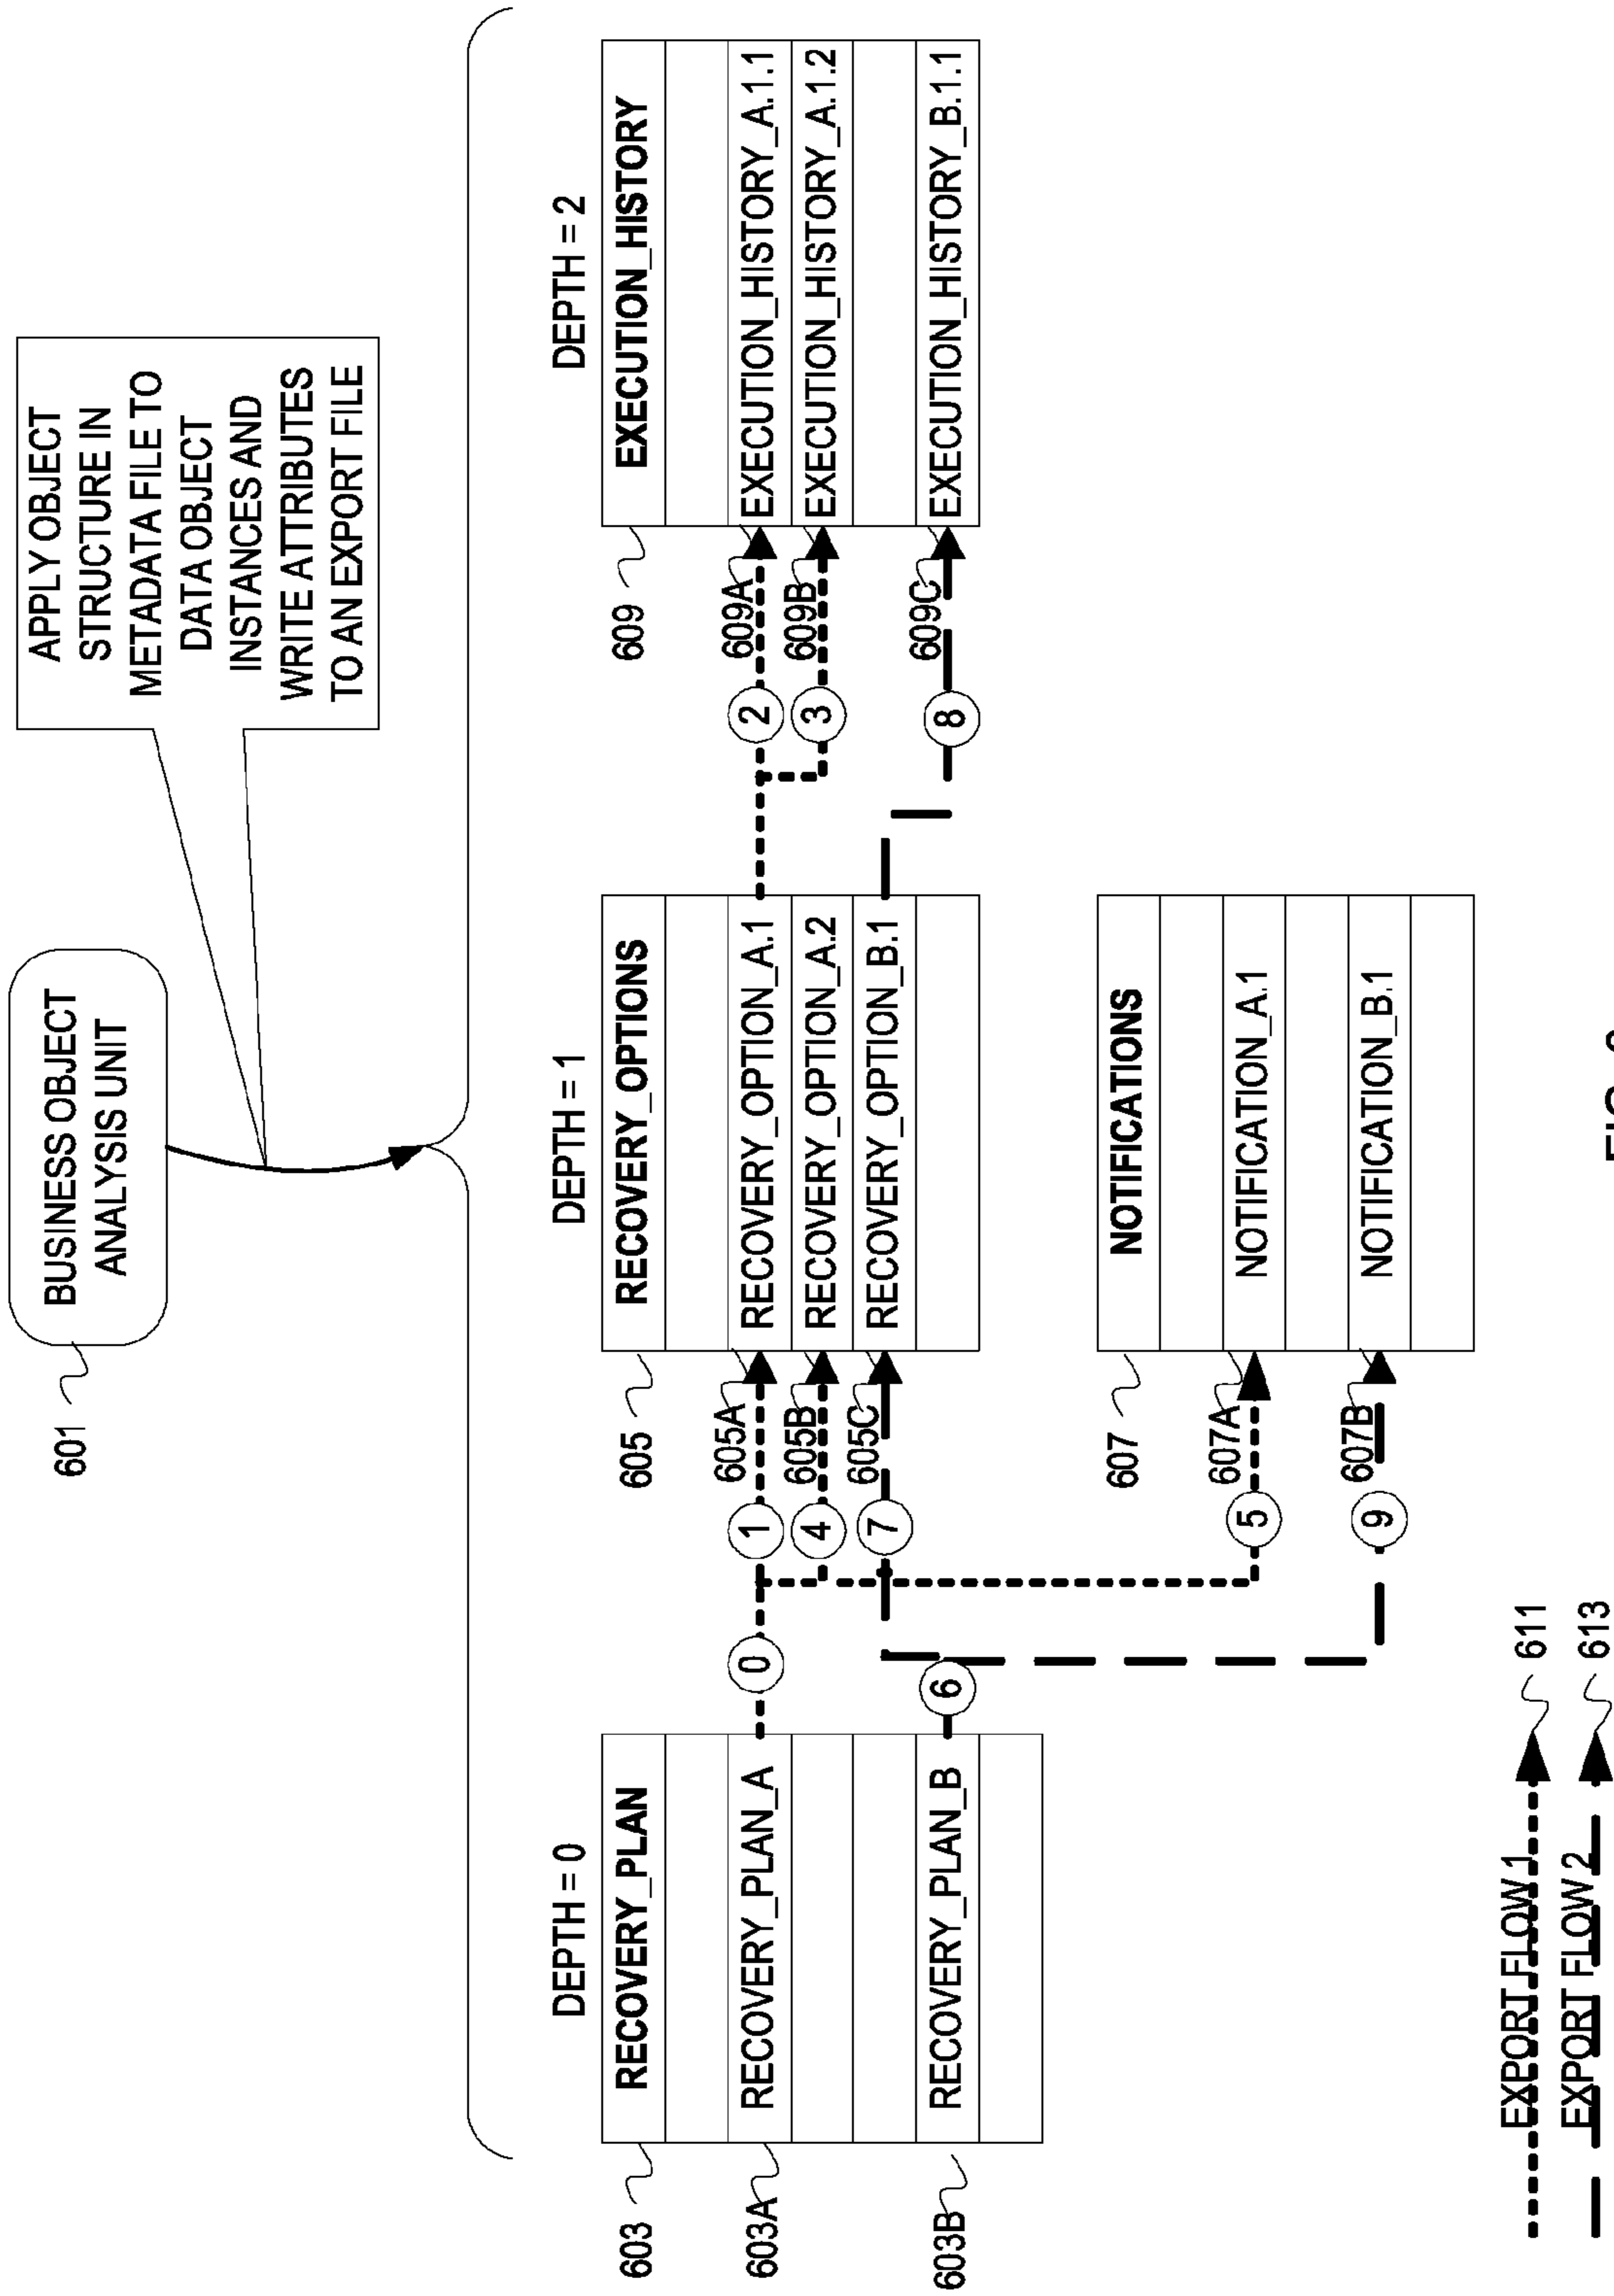 601
BUSINESS OBJECT
ANALYSIS UNIT
APPLY OBJECT
STRUCTURE IN
METADATA FILE TO
DATA OBJECT
INSTANCES AND
WRITE ATTRIBUTES
TO AN EXPORT FILE
DEPTH = 0
603
RECOVERY_PLAN
603A
RECOVERY_PLAN_A
603B
RECOVERY_PLAN_B
0
6
DEPTH = 1
605
RECOVERY_OPTIONS
1
605A
RECOVERY_OPTION_A.1
4
605B
RECOVERY_OPTION_A.2
7
605C
RECOVERY_OPTION_B.1
607
NOTIFICATIONS
5
607A
NOTIFICATION_A.1
9
607B
NOTIFICATION_B.1
DEPTH = 2
609
EXECUTION_HISTORY
2
609A
EXECUTION_HISTORY_A.1.1
3
609B
EXECUTION_HISTORY_A.1.2
8
609C
EXECUTION_HISTORY_B.1.1
EXPORT FLOW 1
611
EXPORT FLOW 2
613